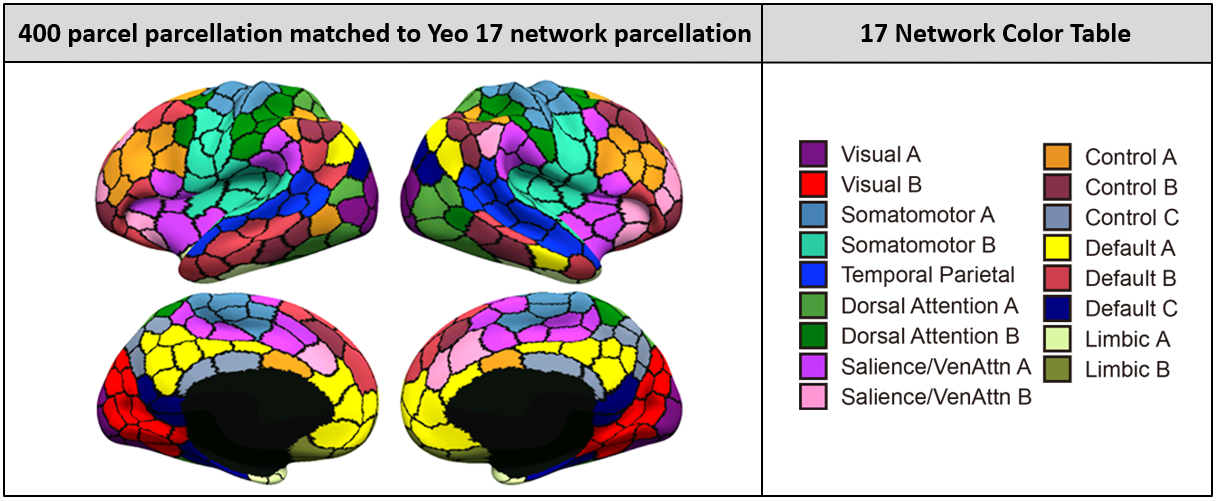 400 parcel parcellation matched to Yeo 17 network parcellation
17 Network Color Table
Visual A
Visual B
Somatomotor A
Somatomotor B
Temporal Parietal
Dorsal Attention A
Dorsal Attention B
Salience/VenAttn A
Salience/VenAttn B
Control A
Control B
Control C
Default A
Default B
Default C
Limbic A
Limbic B